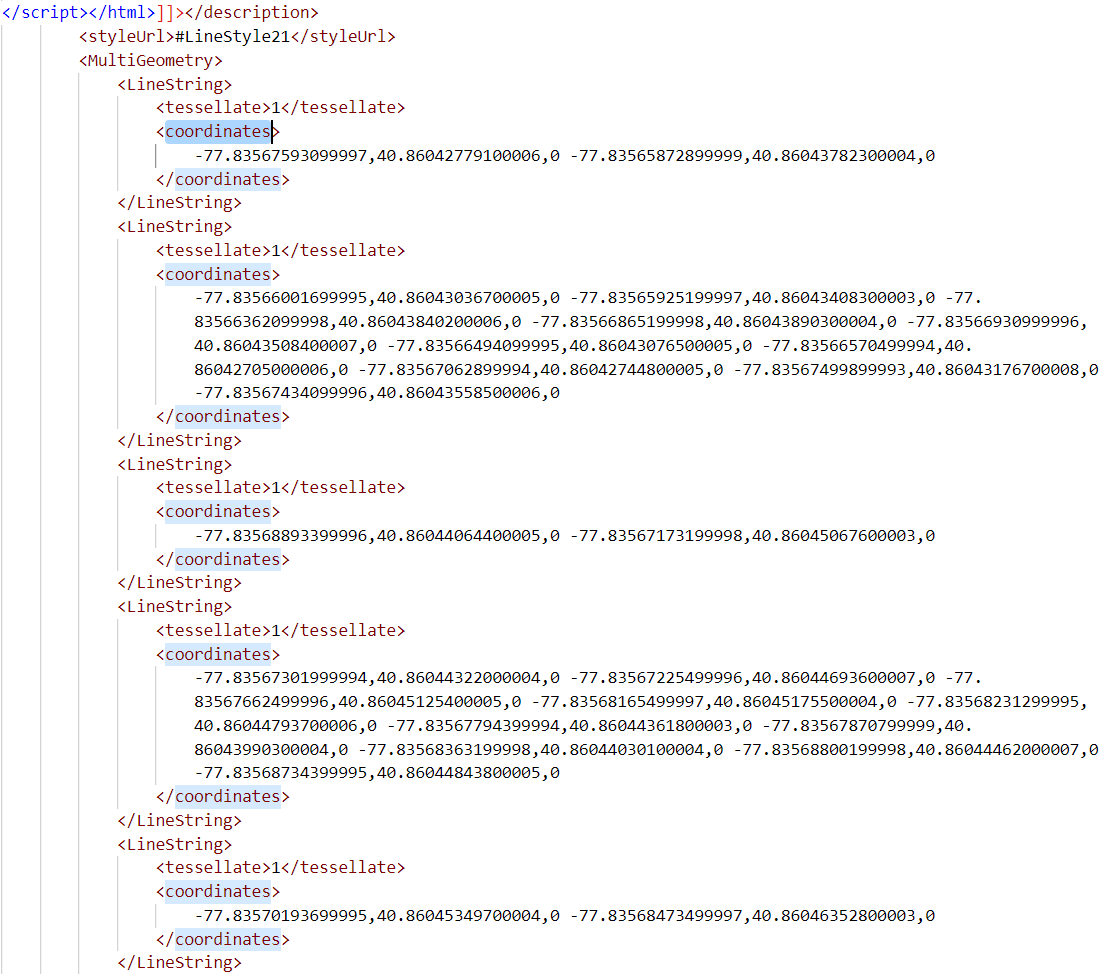 </script></html>]]></description>
<styleUrl>#LineStyle21</styleUrl>
<MultiGeometry>
<LineString>
<tessellate>1</tessellate>
<coordinates>
-77.83567593099997,40.86042779100006,0 -77.83565872899999,40.86043782300004,0
</coordinates>
</LineString>
<LineString>
<tessellate>1</tessellate>
<coordinates>
-77.83566001699995,40.86043036700005,0 -77.83565925199997,40.86043408300003,0 -77.
83566362099998,40.86043840200006,0 -77.83566865199998,40.86043890300004,0 -77.83566930999996,
40.86043508400007,0 -77.83566494099995,40.86043076500005,0 -77.83566570499994,40.
86042705000006,0 -77.83567062899994,40.86042744800005,0 -77.83567499899993,40.86043176700008,0
-77.83567434099996,40.86043558500006,0
</coordinates>
</LineString>
<LineString>
<tessellate>1</tessellate>
<coordinates>
-77.83568893399996,40.86044064400005,0 -77.83567173199998,40.86045067600003,0
</coordinates>
</LineString>
<LineString>
<tessellate>1</tessellate>
<coordinates>
-77.83567301999994,40.86044322000004,0 -77.83567225499996,40.86044693600007,0 -77.
83567662499996,40.86045125400005,0 -77.83568165499997,40.86045175500004,0 -77.83568231299995,
40.86044793700006,0 -77.83567794399994,40.86044361800003,0 -77.83567870799999,40.
86043990300004,0 -77.83568363199998,40.86044030100004,0 -77.83568800199998,40.86044462000007,0
-77.83568734399995,40.86044843800005,0
</coordinates>
</LineString>
<LineString>
<tessellate>1</tessellate>
<coordinates>
-77.83570193699995,40.86045349700004,0 -77.83568473499997,40.86046352800003,0
</coordinates>
</LineString>